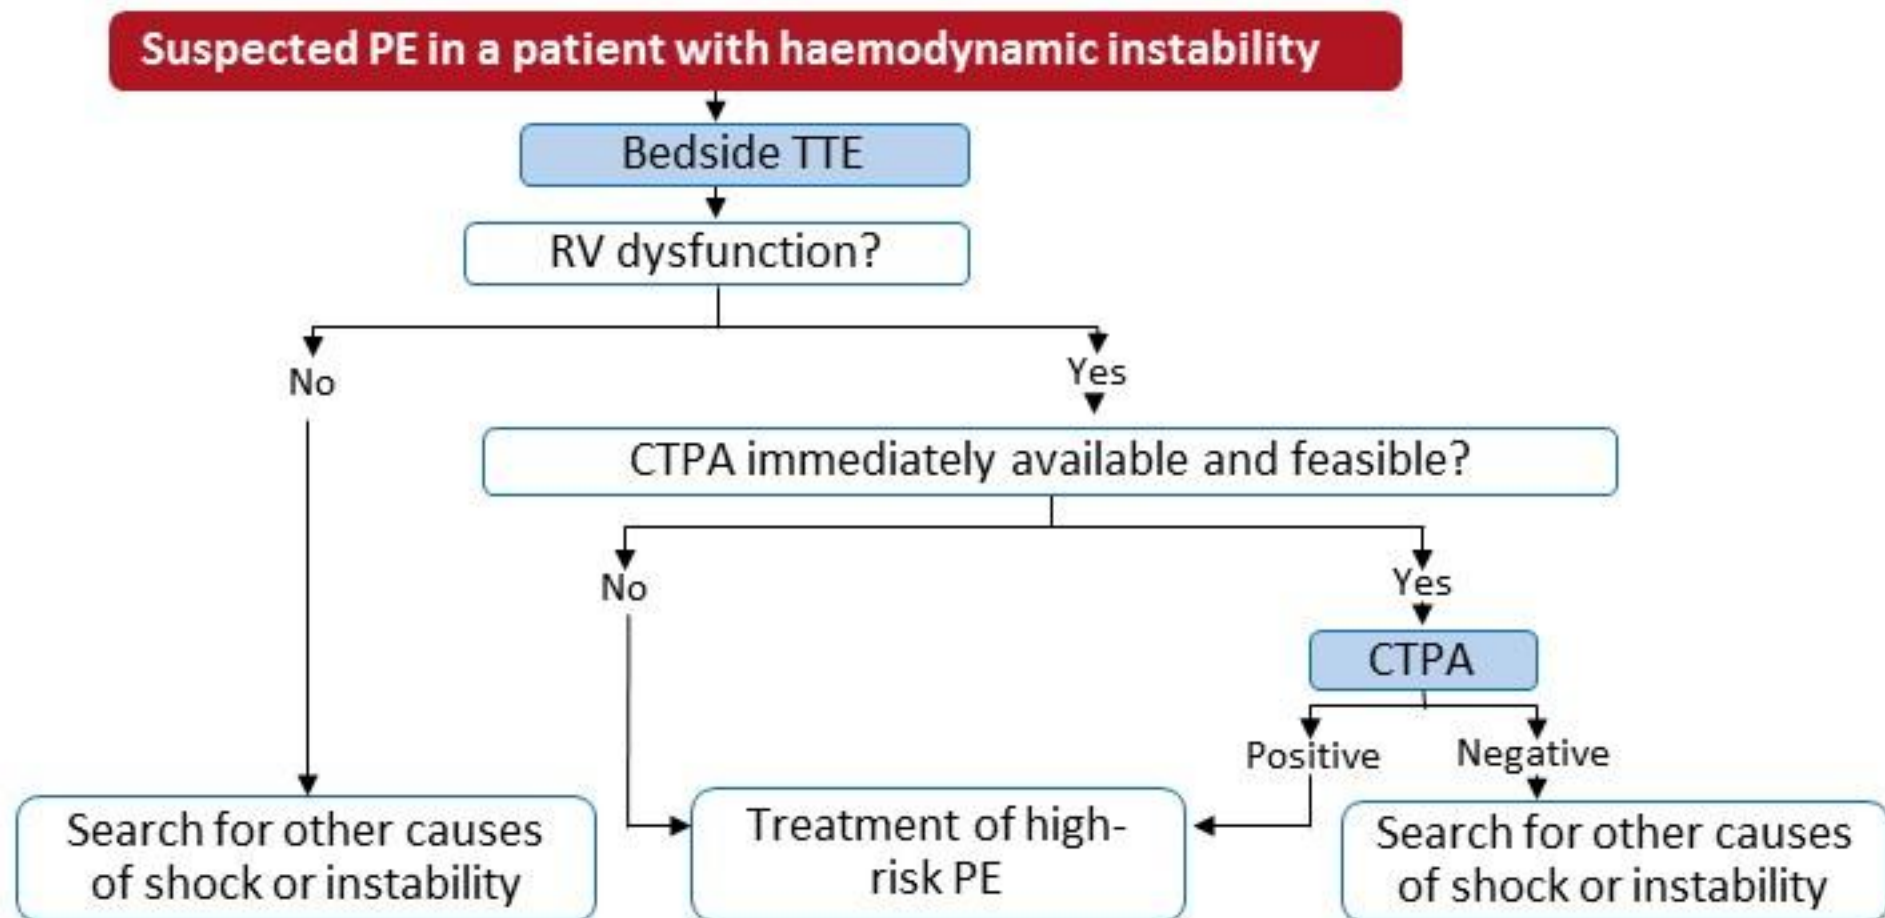 Suspected PE in a patient with haemodynamic instability
Bedside TTE
RV dysfunction?
No
Yes
CTPA immediately available and feasible?
No
Yes
CTPA
Positive
Negative
Search for other causes
of shock or instability
Treatment of high-
risk PE
Search for other causes
of shock or instability